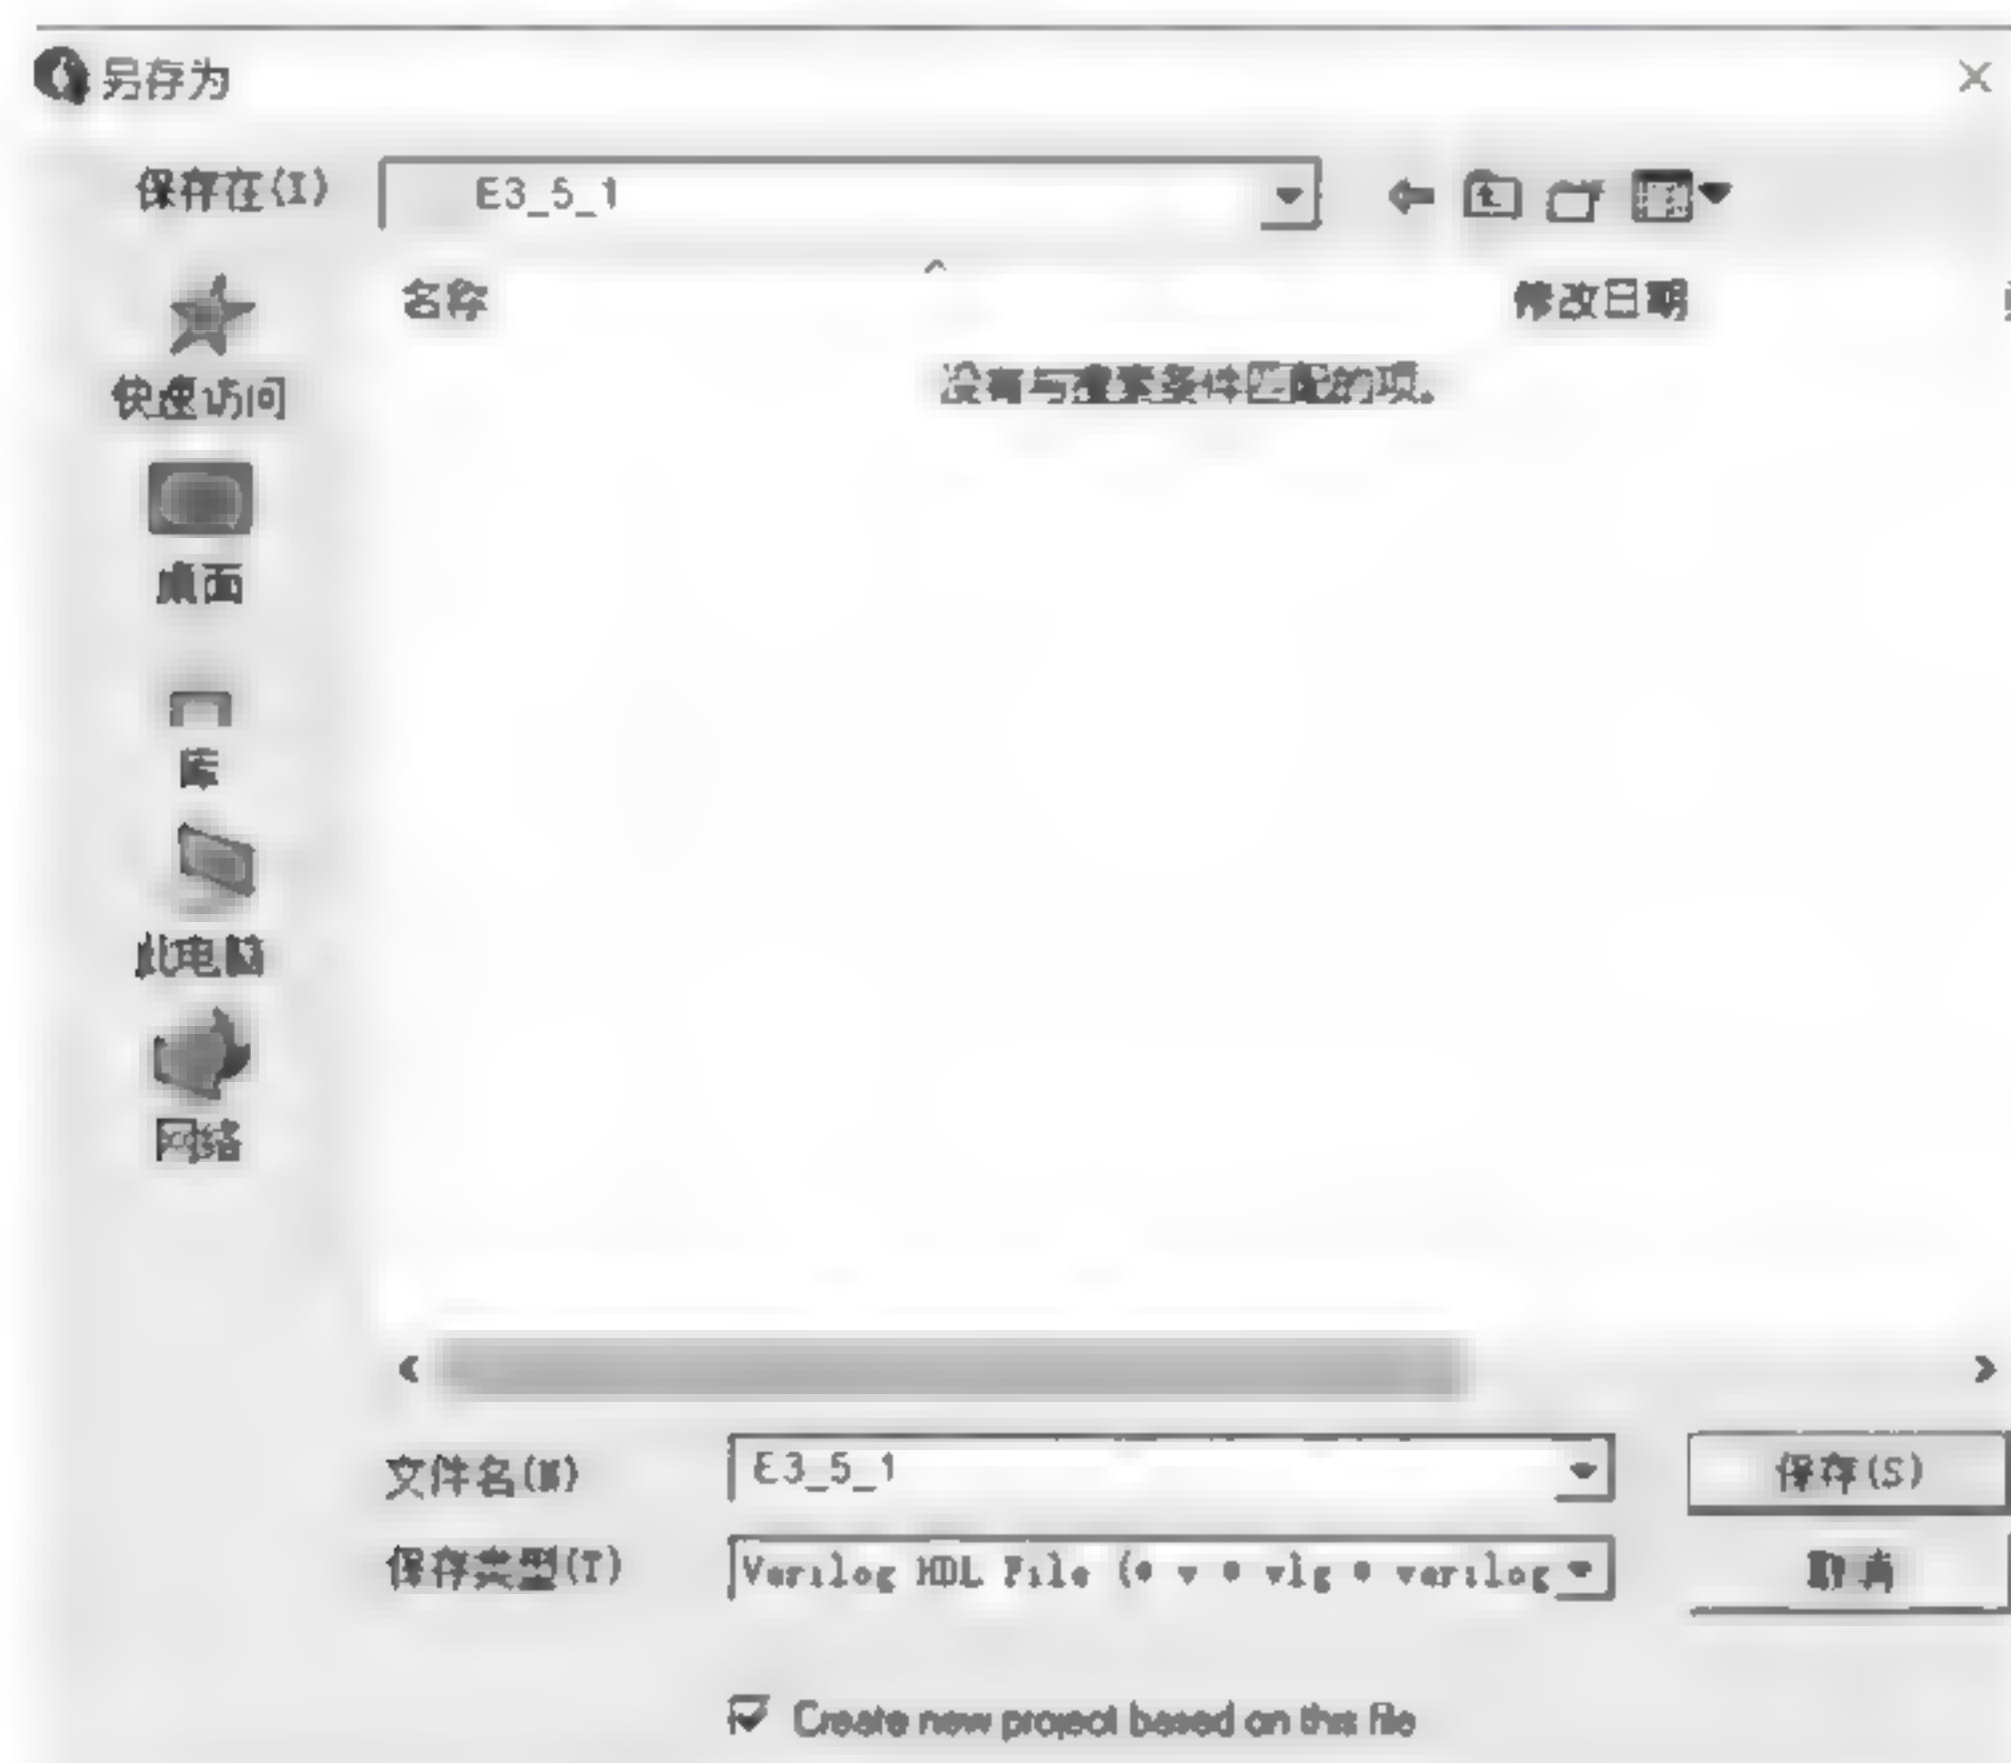 另存为
保存在(I)
E3_5_1
名称
修改日期
没有与搜索条件匹配的项。
快速访问
桌面
库
此电脑
网络
文件名(N)
E3_5_1
保存(S)
保存类型(T)
Verilog HDL File (* v * vlg * verilog
取消
Create new project based on this file